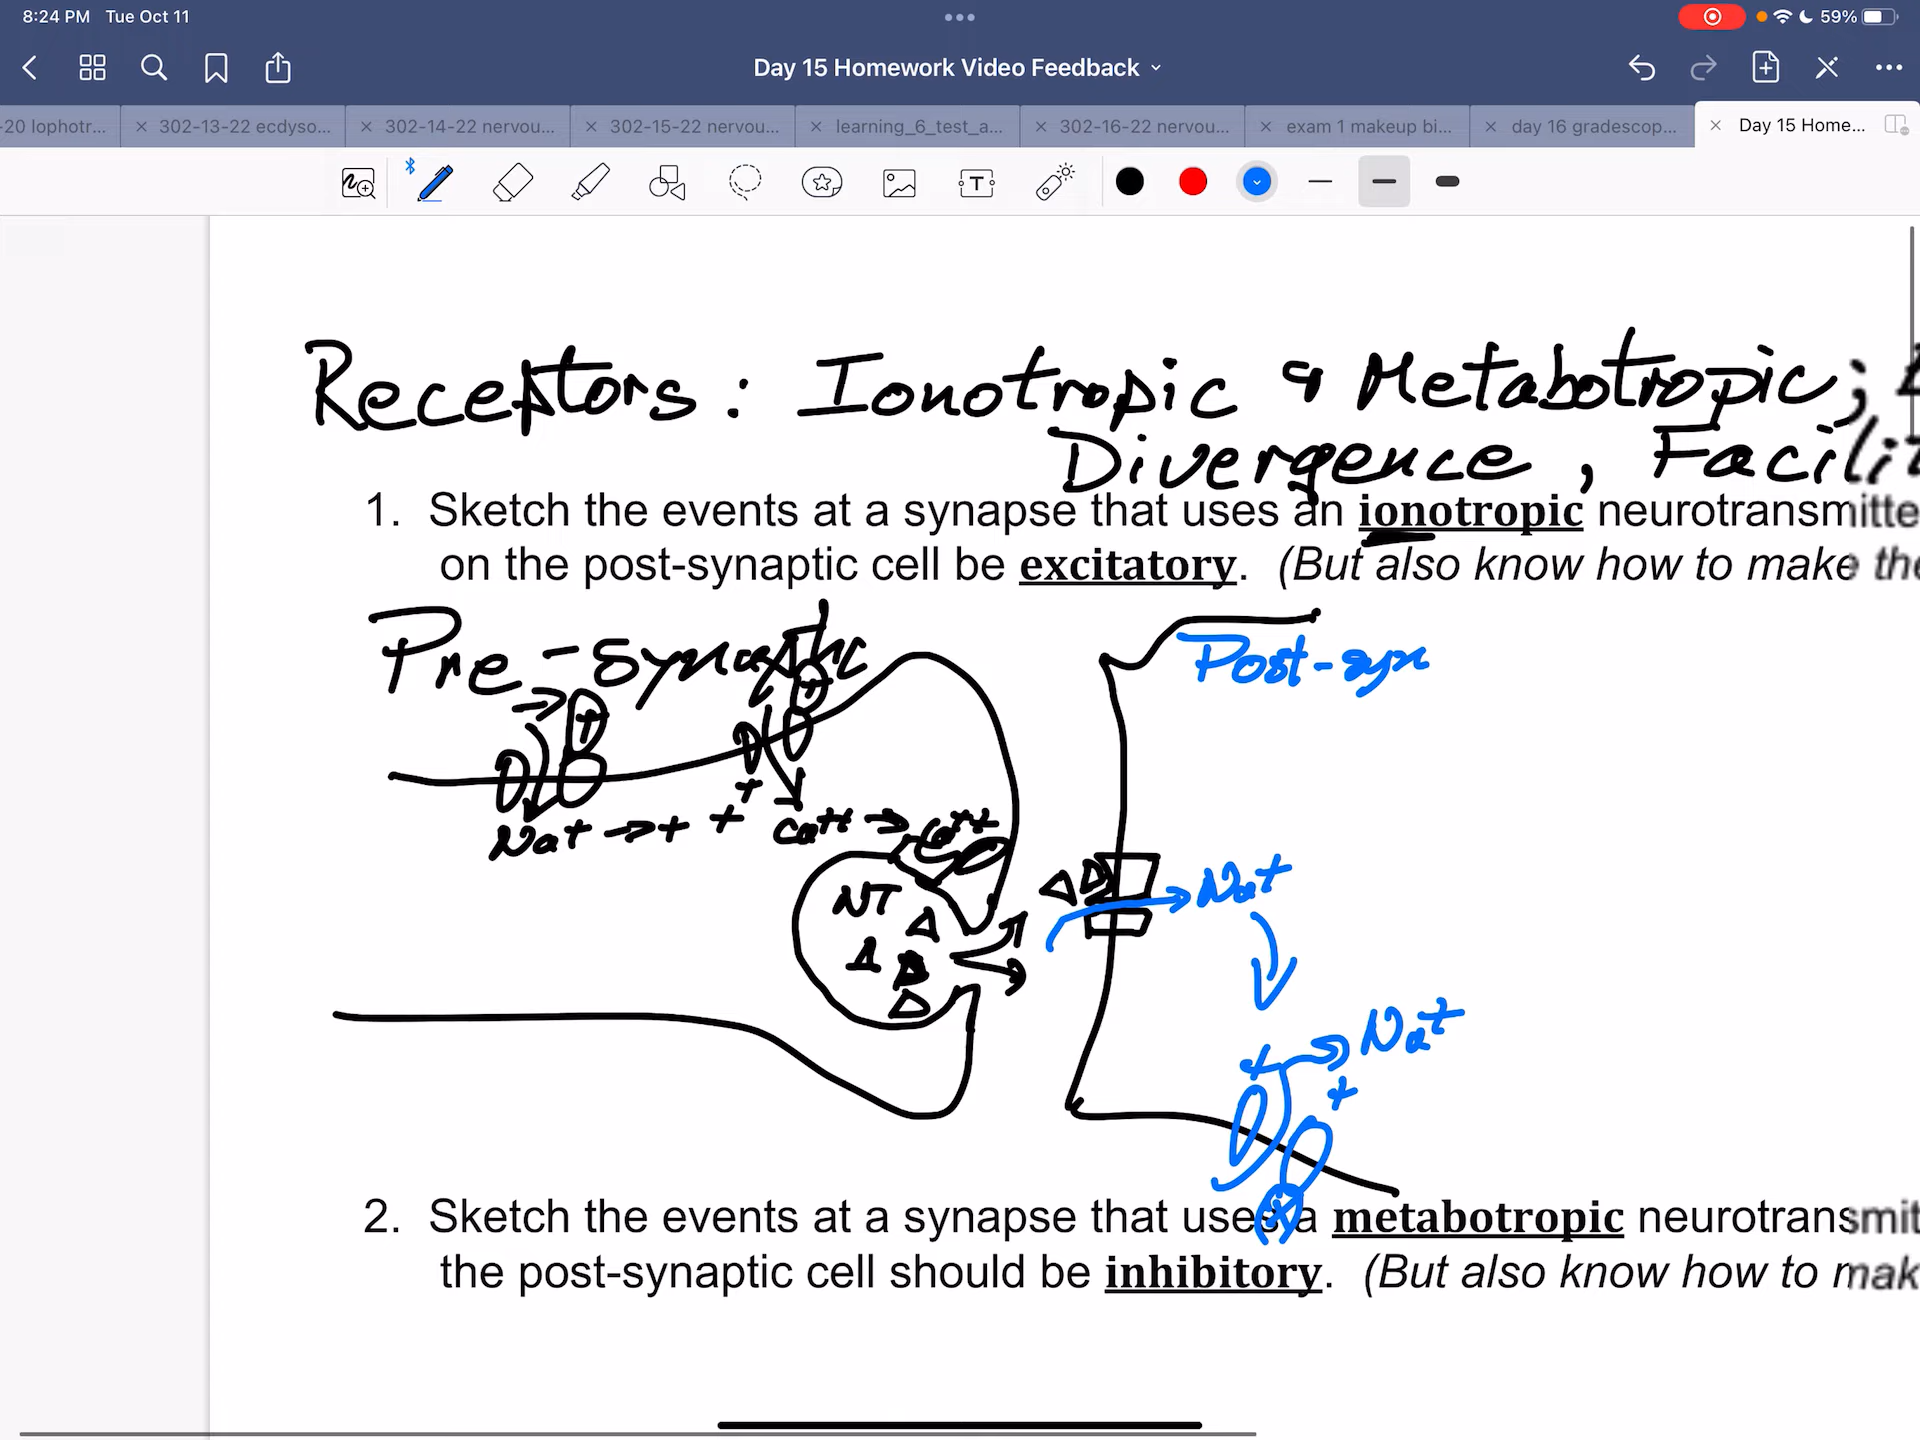 8:24 PM Tue Oct 11
59%
Day 15 Homework Video Feedback
-20 lophotr...
302-13-22 ecdyso...
302-14-22 nervou...
302-15-22 nervou...
learning_6_test_a...
302-16-22 nervou...
exam 1 makeup bi...
day 16 gradescop...
Day 15 Home...
Receptors: Ionotropic & Metabotropic;
Divergence, Facilit
1. Sketch the events at a synapse that uses an ionotropic neurotransmitte
on the post-synaptic cell be excitatory. (But also know how to make the
Pre-Synaptic
Post-syn
+
+
Na+ → + + + Ca++ → Ca++
NT
Na+
Na+
+ +
+
2. Sketch the events at a synapse that uses a metabotropic neurotransmit
the post-synaptic cell should be inhibitory. (But also know how to mak